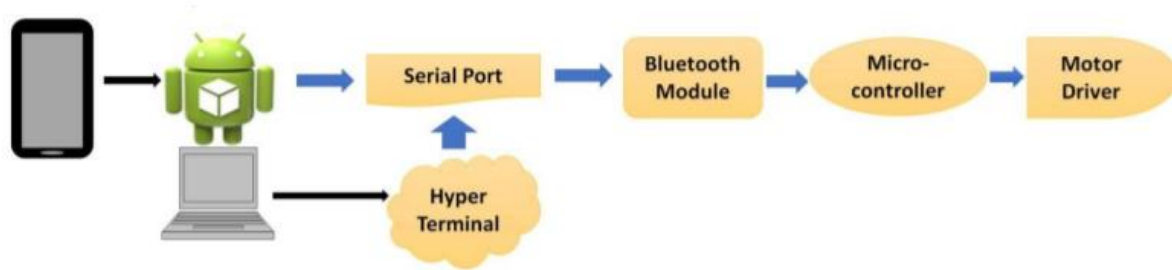 Serial Port
Bluetooth
Module
Micro-
controller
Motor
Driver
Hyper
Terminal